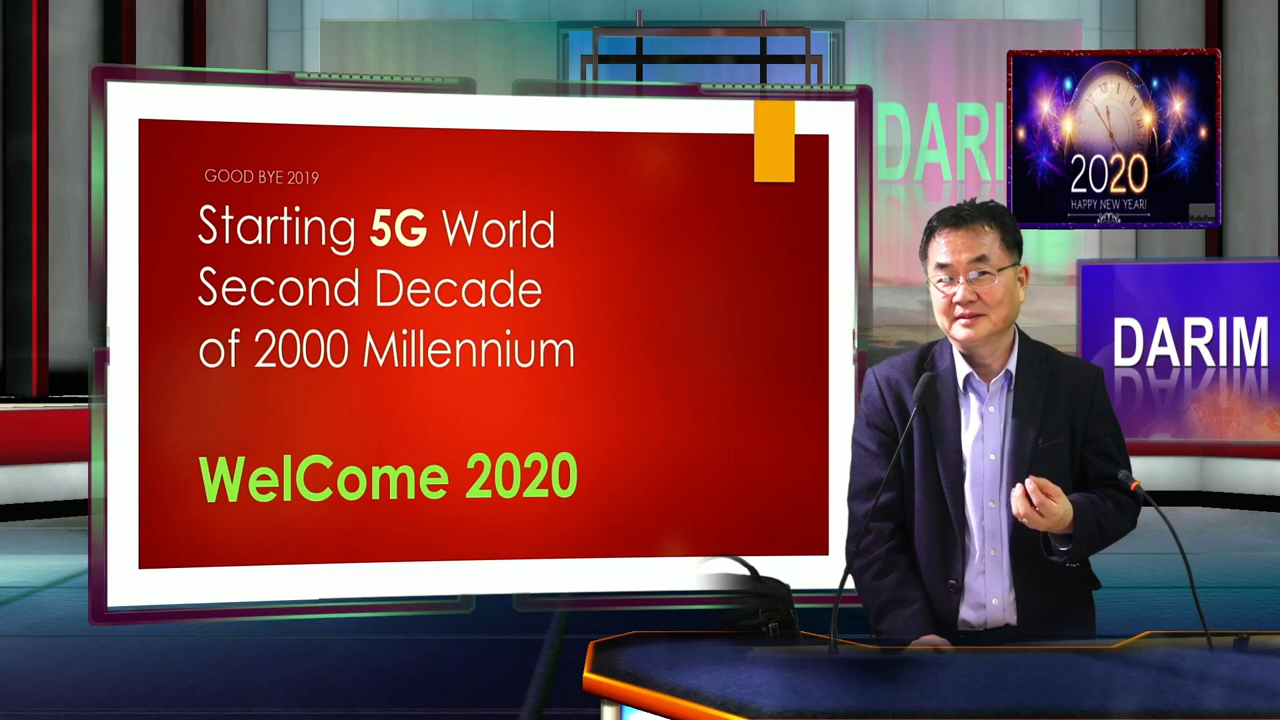 GOOD BYE 2019
Starting 5G World
Second Decade
of 2000 Millennium
WelCome 2020
DARI
2020
HAPPY NEW YEAR!
DARIM